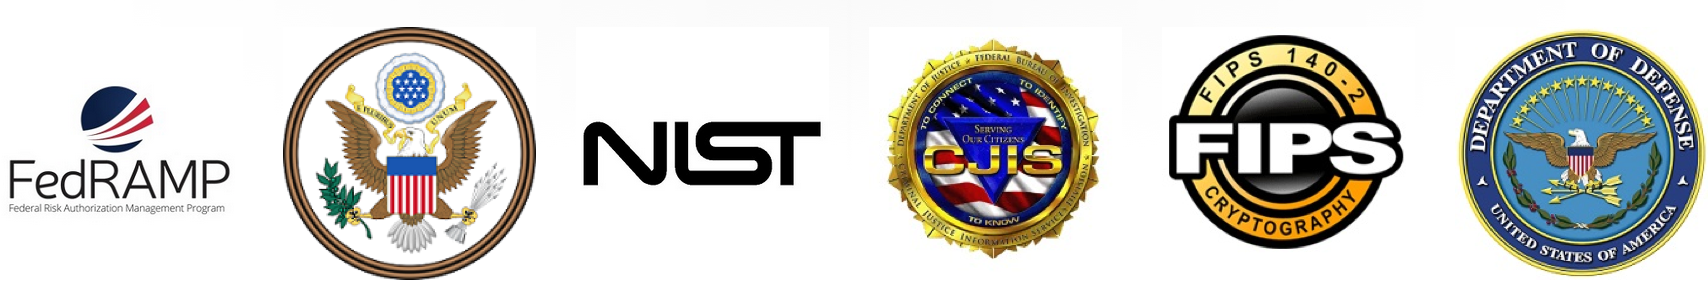 FedRAMP
Federal Risk Authorization Management Program
E PLURIBUS UNUM
NIST
DEPARTMENT OF JUSTICE
FEDERAL BUREAU OF INVESTIGATION
TO CONNECT
TO IDENTIFY
SERVING
OUR CITIZENS
CJIS
TO KNOW
CRIMINAL JUSTICE INFORMATION SERVICES DIVISION
FIPS 140-2
FIPS
CRYPTOGRAPHY
DEPARTMENT OF DEFENSE
UNITED STATES OF AMERICA